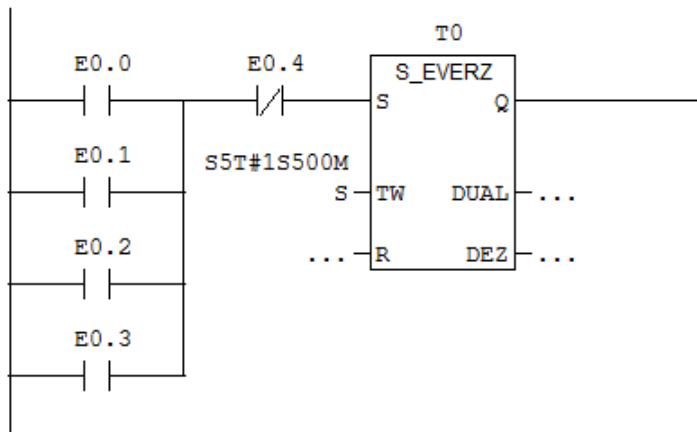 T0
E0.0 E0.4 S_EVERZ
S Q
E0.1 S5T#1S500M
S TW DUAL ...
E0.2 ... R DEZ ...
E0.3